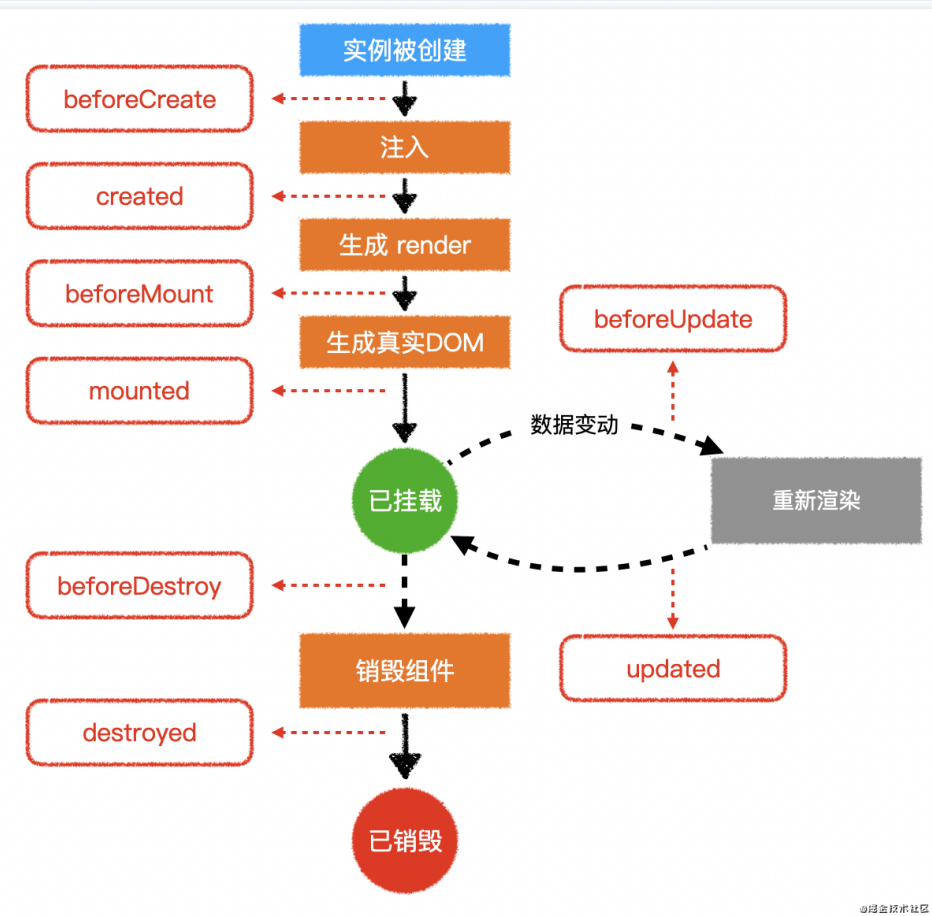 实例被创建
beforeCreate
注入
created
生成 render
beforeMount
生成真实DOM
beforeUpdate
mounted
数据变动
已挂载
重新渲染
beforeDestroy
销毁组件
updated
destroyed
已销毁
@掘金技术社区